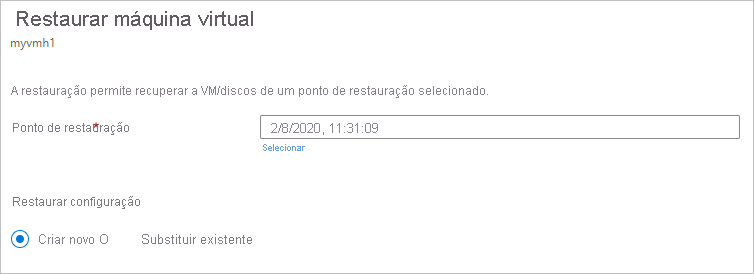 Restaurar máquina virtual
myvmh1
A restauração permite recuperar a VM/discos de um ponto de restauração selecionado.
Ponto de restauração*
2/8/2020, 11:31:09
Selecionar
Restaurar configuração
Criar novo O Substituir existente